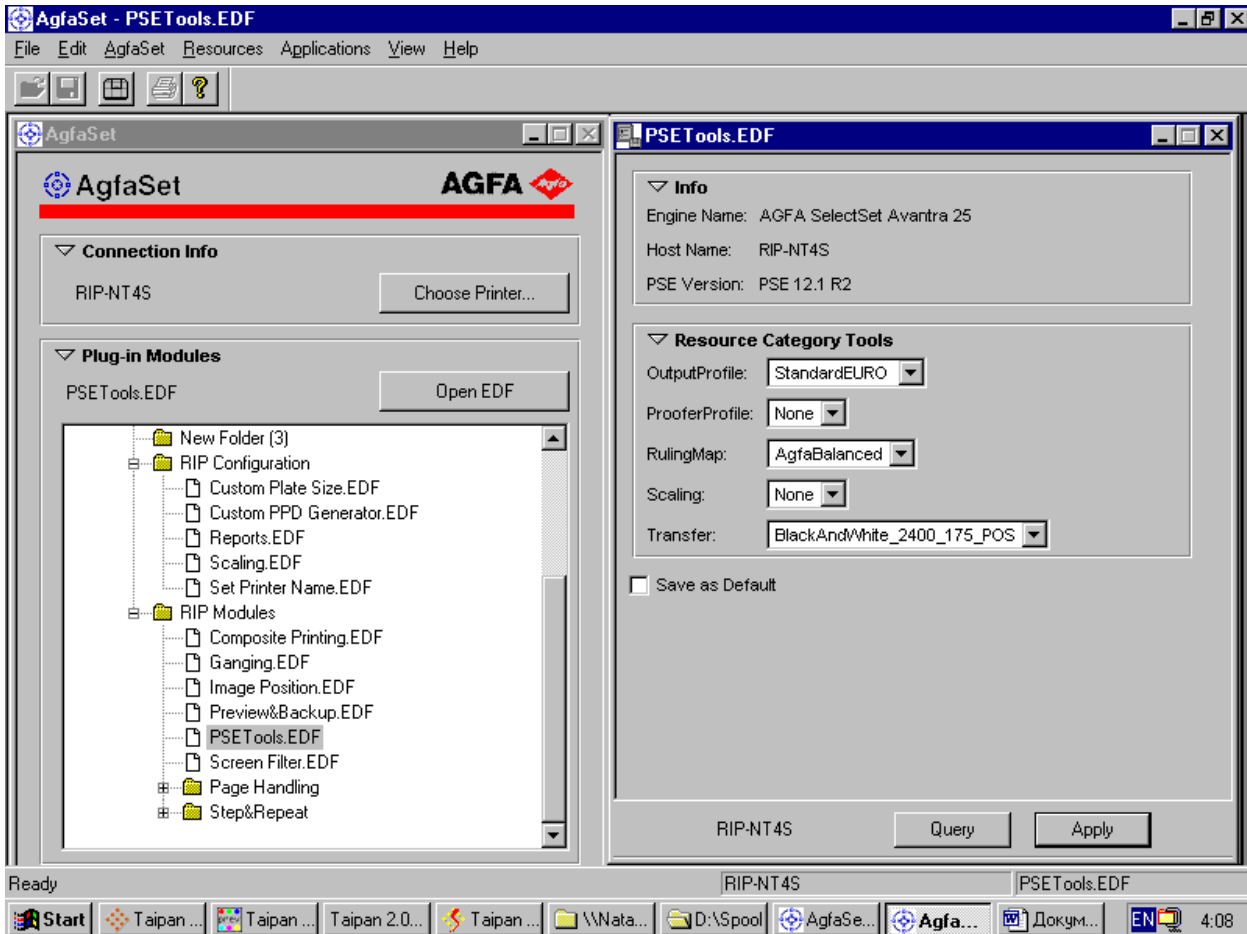 AgfaSet - PSETools.EDF
File Edit AgfaSet Resources Applications View Help
AgfaSet
AgfaSet
AGFA
Connection Info
RIP-NT4S
Choose Printer...
Plug-in Modules
PSETools.EDF
Open EDF
New Folder (3)
RIP Configuration
Custom Plate Size.EDF
Custom PPD Generator.EDF
Reports.EDF
Scaling.EDF
Set Printer Name.EDF
RIP Modules
Composite Printing.EDF
Ganging.EDF
Image Position.EDF
Preview&Backup.EDF
PSETools.EDF
Screen Filter.EDF
Page Handling
Step&Repeat
PSETools.EDF
Info
Engine Name: AGFA SelectSet Avantra 25
Host Name: RIP-NT4S
PSE Version: PSE 12.1 R2
Resource Category Tools
OutputProfile: StandardEURO
ProoferProfile: None
RulingMap: AgfaBalanced
Scaling: None
Transfer: BlackAndWhite_2400_175_POS
Save as Default
RIP-NT4S Query Apply
Ready RIP-NT4S PSETools.EDF
Start Taipan ... Taipan ... Taipan 2.0... Taipan ... \\Nata... D:\Spool AgfaSe... Agfa... Докум... EN 4:08